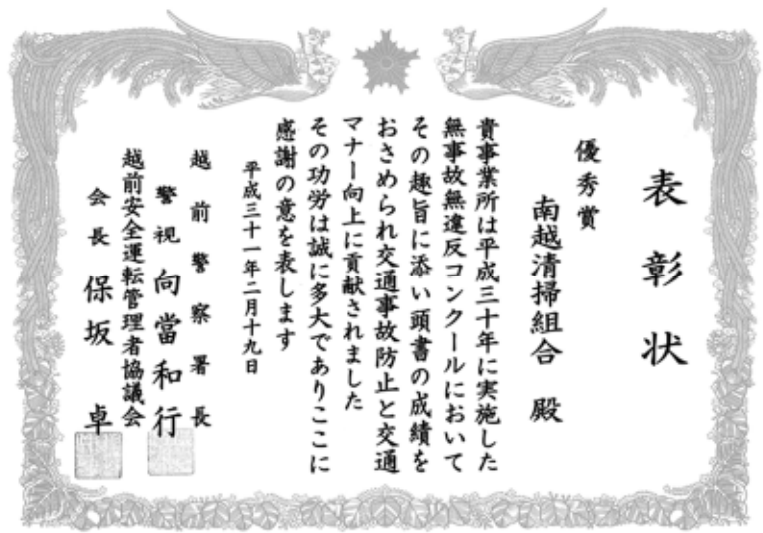 表彰状
優秀賞
南越清掃組合 殿
貴事業所は平成三十年に実施した
無事故無違反コンクールにおいて
その趣旨に添い頭書の成績を
おさめられ交通事故防止と交通
マナー向上に貢献されました
その功労は誠に多大でありここに
感謝の意を表します
平成三十一年二月十九日
越前警察署長
警視 向當和行
越前安全運転管理者協議会
会長 保坂 卓